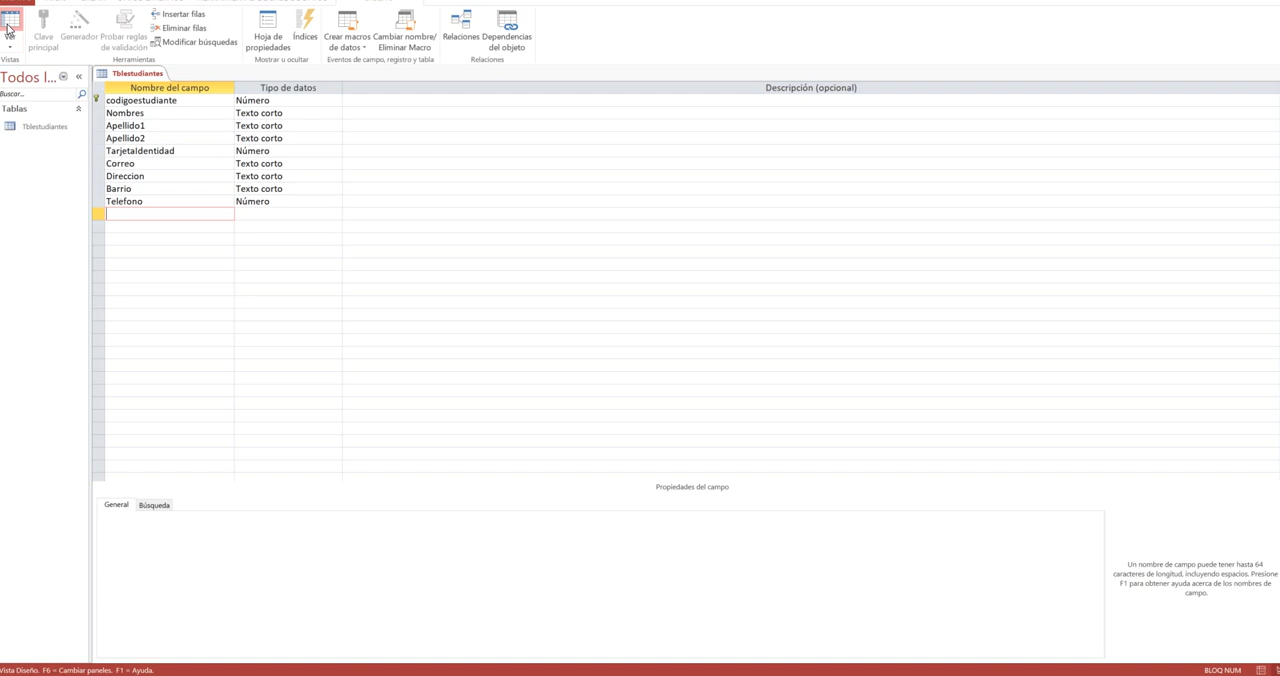 Insertar filas
Eliminar filas
Modificar búsquedas
Ver
Clave principal
Generador
Probar reglas de validación
Hoja de propiedades
Índices
Crear macros de datos
Cambiar nombre/ Eliminar Macro
Relaciones
Dependencias del objeto
Vistas
Herramientas
Mostrar u ocultar
Eventos de campo, registro y tabla
Relaciones
Todos l... «
Buscar...
Tablas
Tblestudiantes
Tblestudiantes
Nombre del campo Tipo de datos Descripción (opcional)
codigoestudiante Número
Nombres Texto corto
Apellido1 Texto corto
Apellido2 Texto corto
TarjetaIdentidad Número
Correo Texto corto
Direccion Texto corto
Barrio Texto corto
Telefono Número
Propiedades del campo
General Búsqueda
Un nombre de campo puede tener hasta 64
caracteres de longitud, incluyendo espacios. Presione
F1 para obtener ayuda acerca de los nombres de
campo.
Vista Diseño. F6 = Cambiar paneles. F1 = Ayuda.
BLOQ NUM